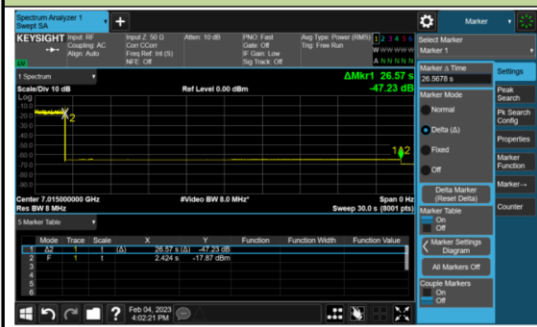 Spectrum Analyzer 1
Swept SA
+
Marker
KEYSIGHT Input: RF Input Z: 50 Ω Atten: 10 dB PNO: Fast Avg Type: Power (RMS) 1 2 3 4 5 6
Coupling: AC Corr CCorr Gate: Off Trig: Free Run W W W W W W
Align: Auto Freq Ref: Int (S) IF Gain: Low A N N N N N
NFE: Off Sig Track: Off
1 Spectrum
ΔMkr1 26.57 s
Scale/Div 10 dB Ref Level 0.00 dBm -47.23 dB
Log
-10.0
-20.0
-30.0
-40.0
-50.0
-60.0
-70.0
-80.0
-90.0
2
1Δ2
Center 7.015000000 GHz #Video BW 8.0 MHz* Span 0 Hz
Res BW 8 MHz Sweep 30.0 s (8001 pts)
5 Marker Table
Mode Trace Scale X Y Function Function Width Function Value
1 Δ2 1 t (Δ) 26.57 s (Δ) -47.23 dB
2 F 1 t 2.424 s -17.87 dBm
3
4
5
6
Feb 04, 2023
4:02:21 PM
Select Marker
Marker 1
Marker Δ Time
26.5678 s
Marker Mode
Normal
Delta (Δ)
Fixed
Off
Delta Marker
(Reset Delta)
Marker Table
On
Off
Marker Settings
Diagram
All Markers Off
Couple Markers
On
Off
Settings
Peak
Search
Pk Search
Config
Properties
Marker
Function
Marker→
Counter